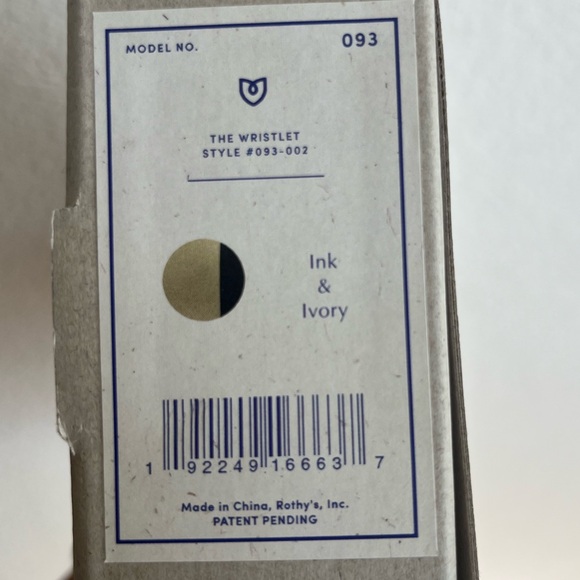 MODEL NO. 093
THE WRISTLET
STYLE #093-002
Ink
&
Ivory
1 92249 16663 7
Made in China, Rothy's, Inc.
PATENT PENDING